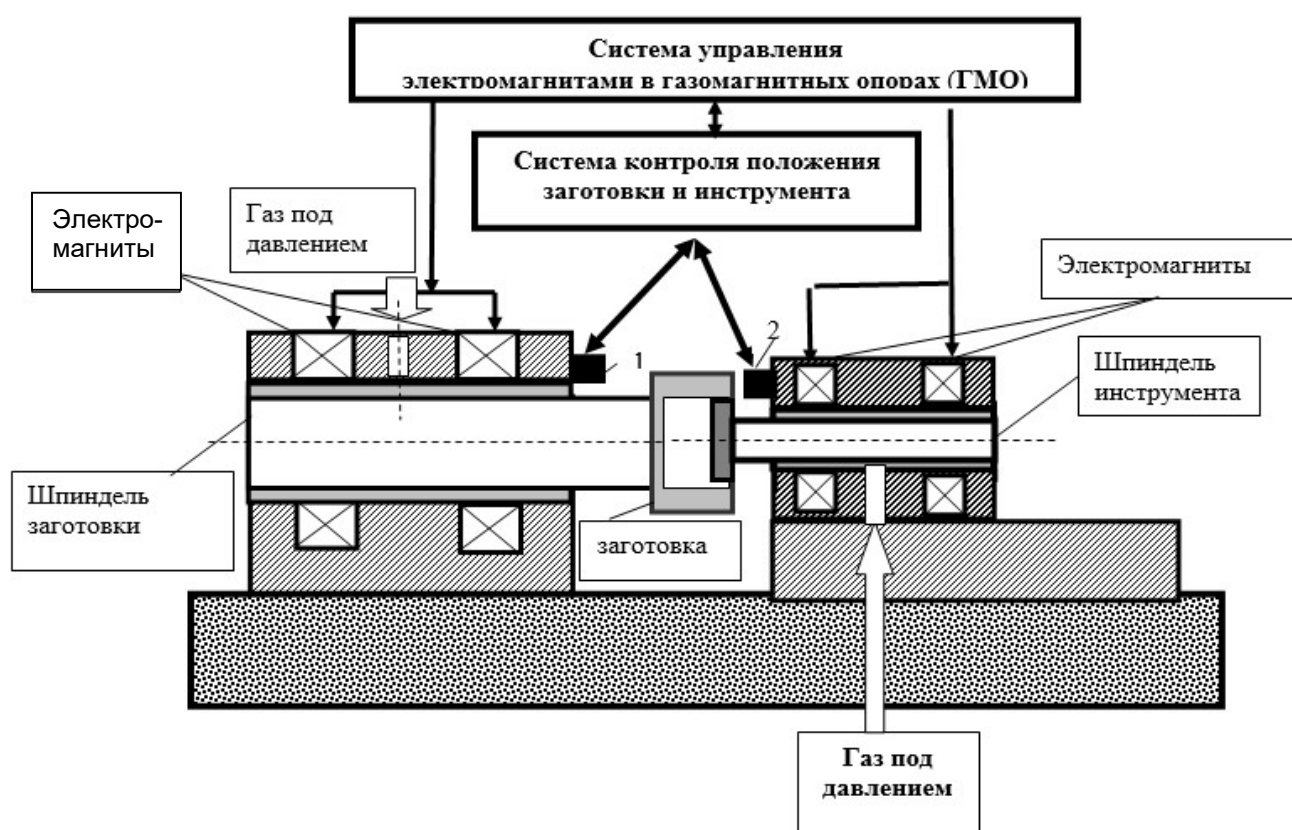 Система управления
электромагнитами в газомагнитных опорах (ГМО)
Система контроля положения
заготовки и инструмента
Электро-
магниты
Газ под
давлением
Электромагниты
1
2
Шпиндель
инструмента
Шпиндель
заготовки
заготовка
Газ под
давлением